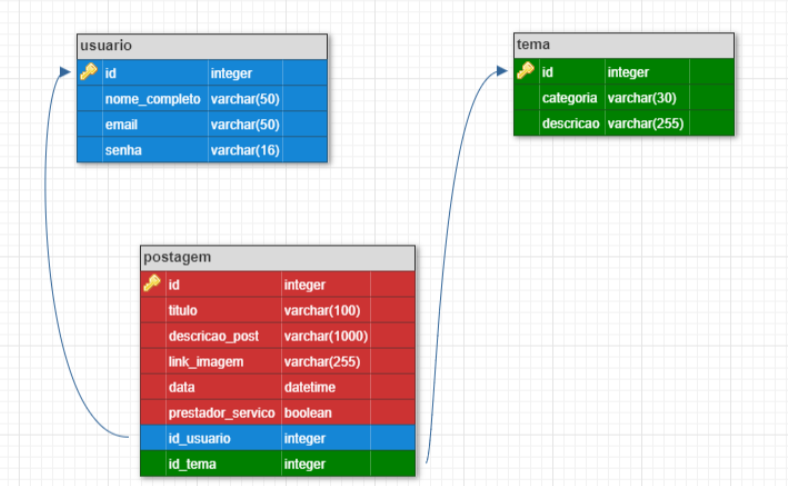 usuario
id integer
nome_completo varchar(50)
email varchar(50)
senha varchar(16)
tema
id integer
categoria varchar(30)
descricao varchar(255)
postagem
id integer
titulo varchar(100)
descricao_post varchar(1000)
link_imagem varchar(255)
data datetime
prestador_servico boolean
id_usuario integer
id_tema integer